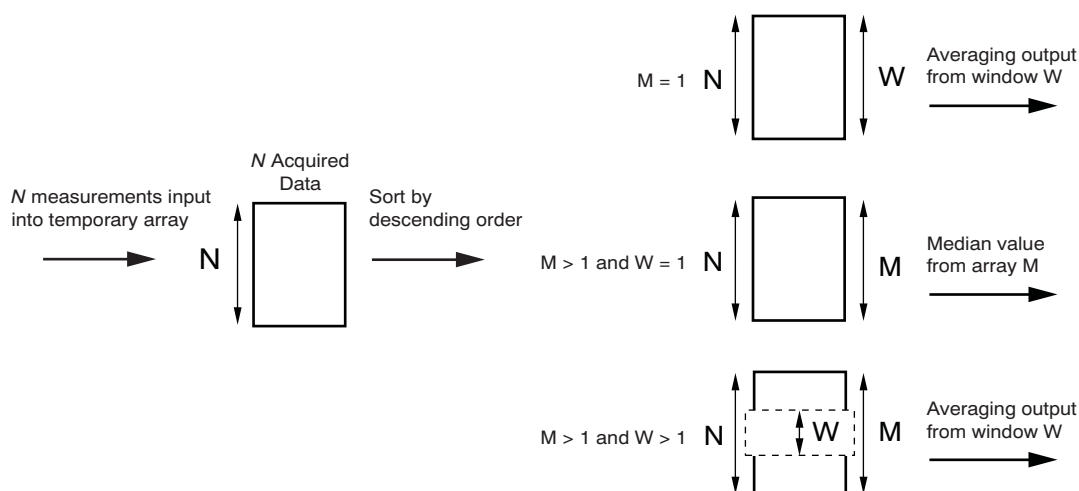 N measurements input
into temporary array
N
N Acquired
Data
Sort by
descending order
M = 1
N
W
Averaging output
from window W
M > 1 and W = 1
N
M
Median value
from array M
M > 1 and W > 1
N
W
M
Averaging output
from window W